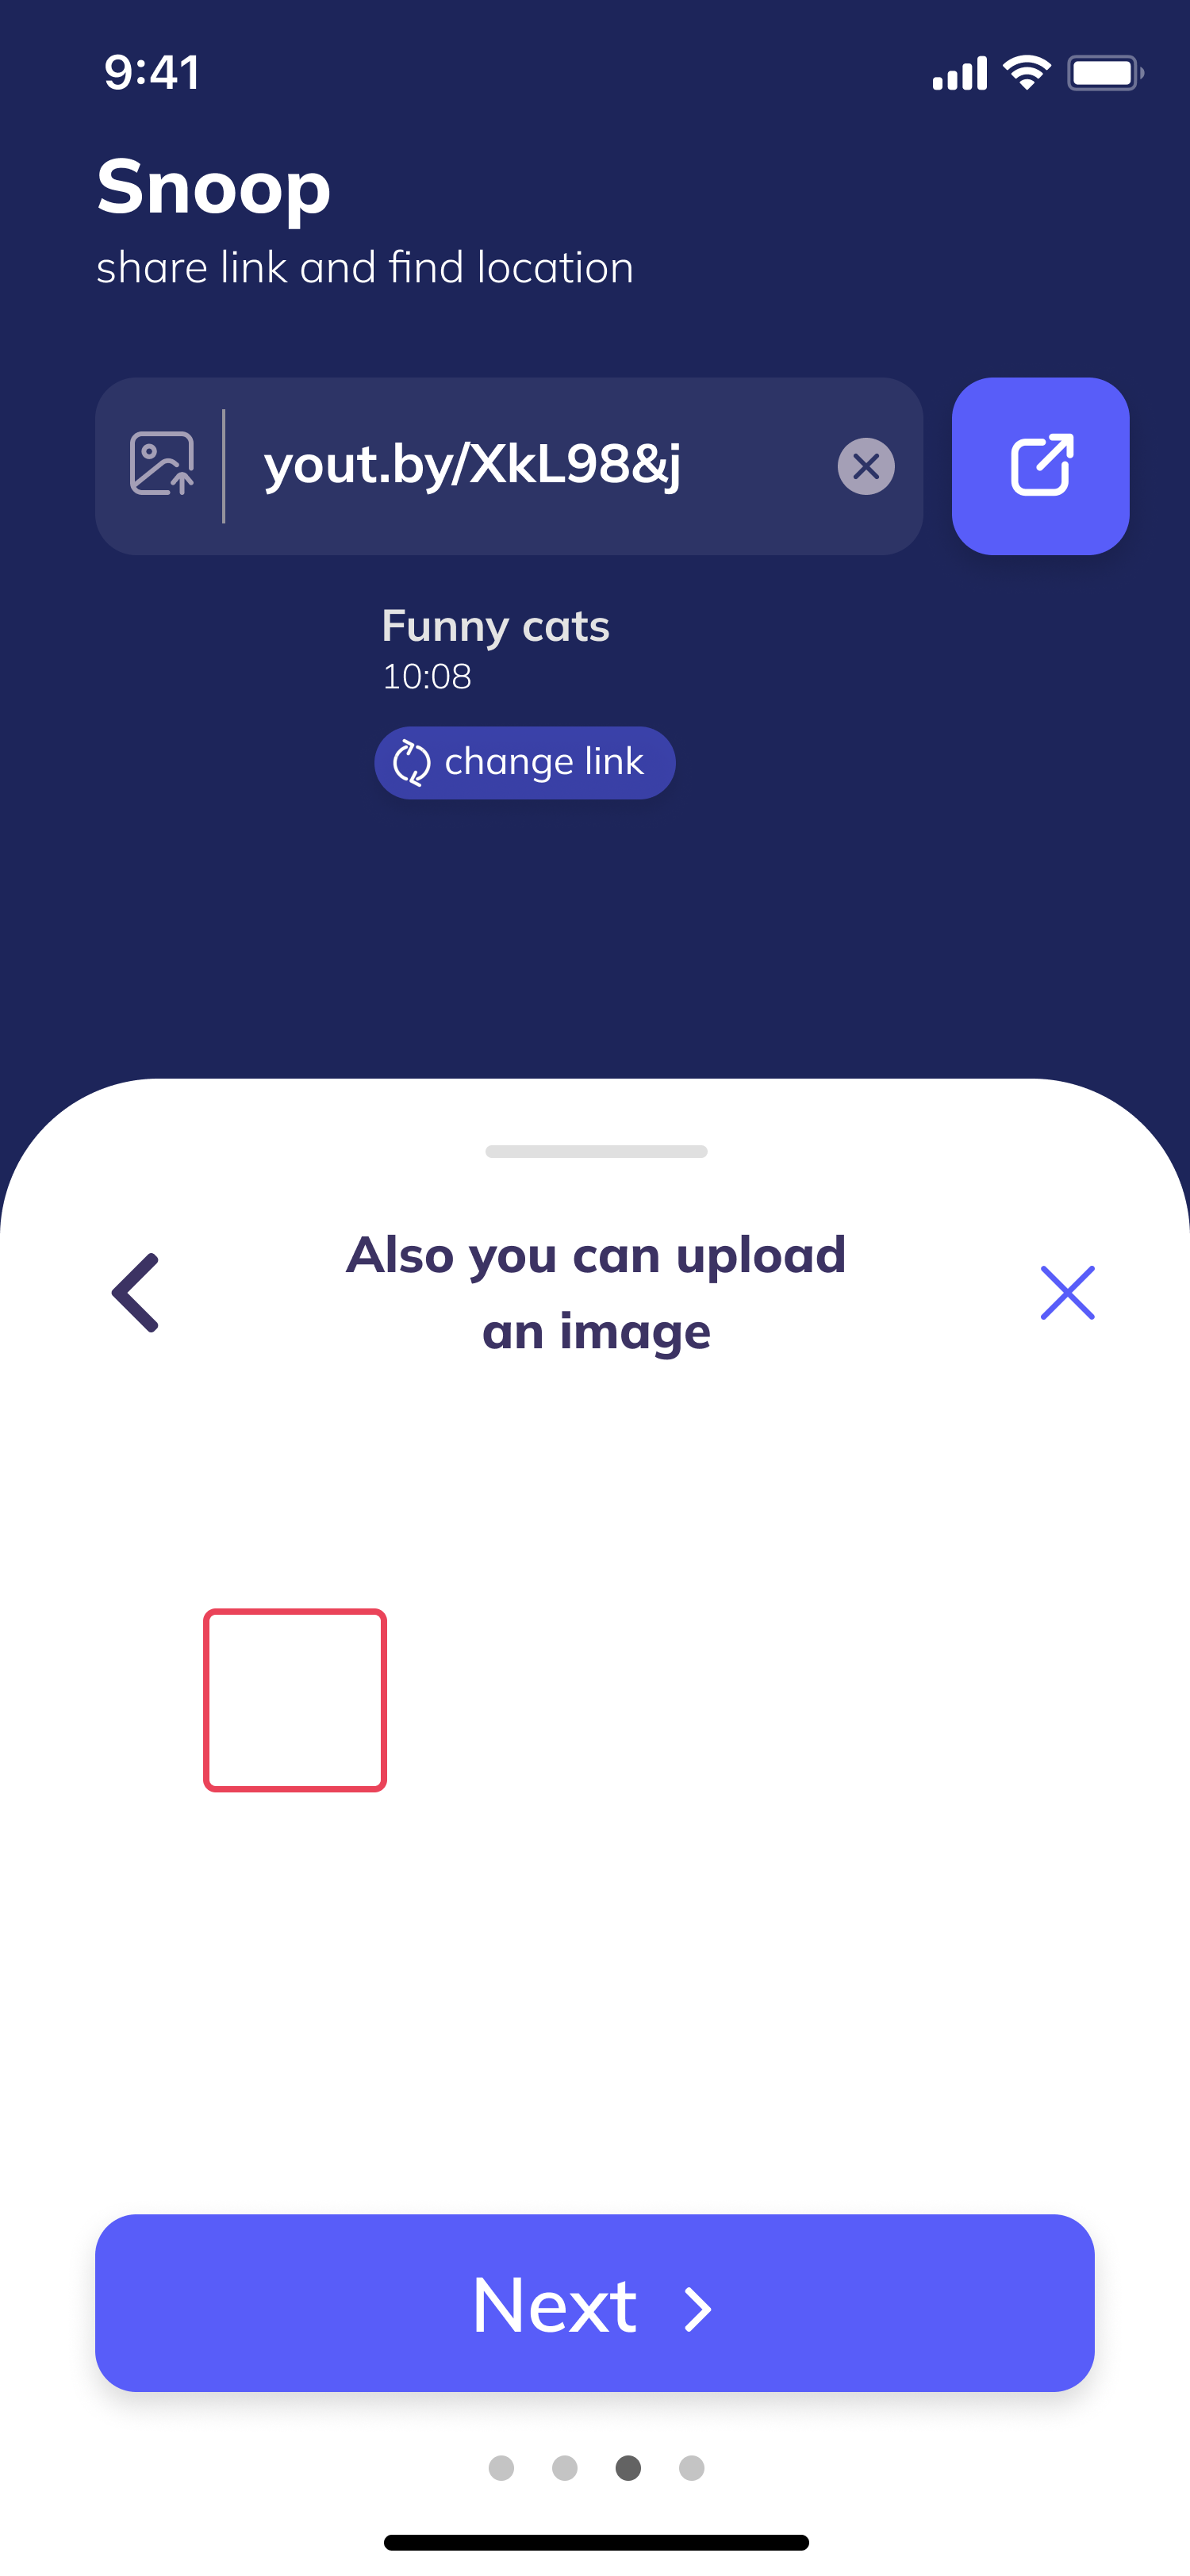 9:41
Snoop
share link and find location
yout.by/XkL98&j
Funny cats
10:08
change link
Also you can upload
an image
Next